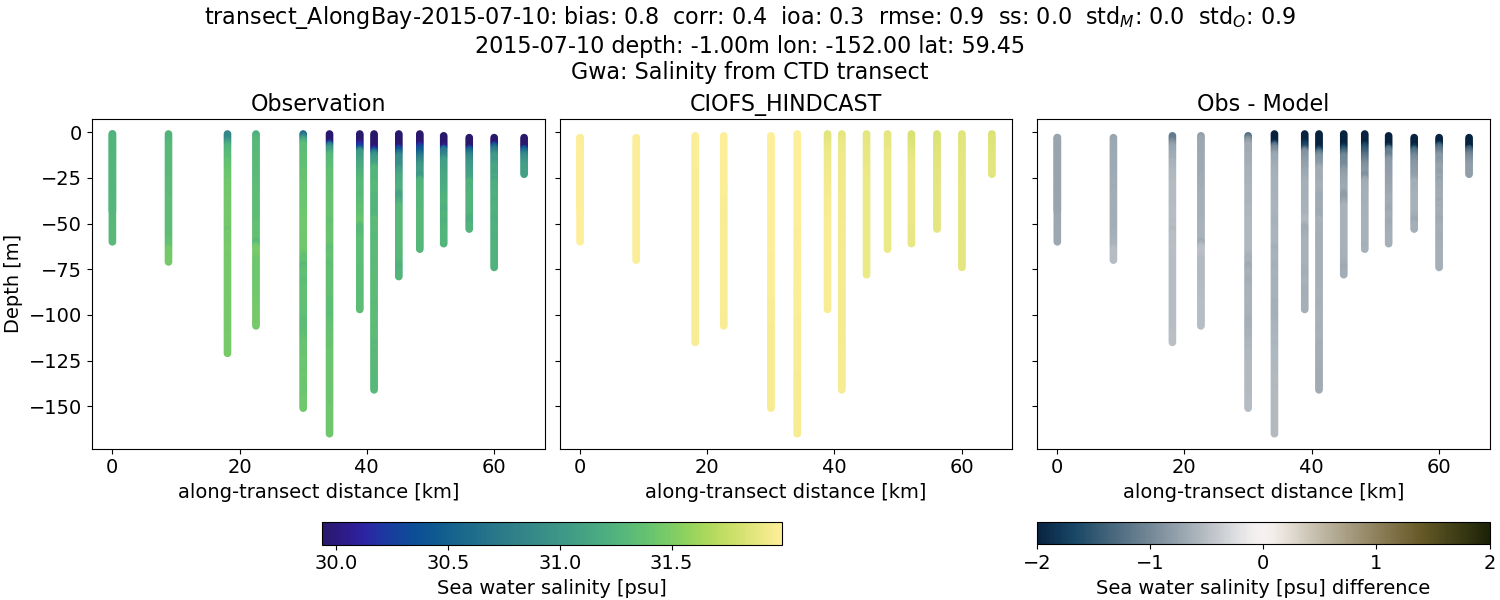 transect_AlongBay-2015-07-10: bias: 0.8 corr: 0.4 ioa: 0.3 rmse: 0.9 ss: 0.0 std_M: 0.0 std_O: 0.9
2015-07-10 depth: -1.00m lon: -152.00 lat: 59.45
Gwa: Salinity from CTD transect
Observation
CIOFS_HINDCAST
Obs - Model
Depth [m]
0
−25
−50
−75
−100
−125
−150
0 20 40 60
0 20 40 60
0 20 40 60
along-transect distance [km]
along-transect distance [km]
along-transect distance [km]
30.0 30.5 31.0 31.5
Sea water salinity [psu]
−2 −1 0 1 2
Sea water salinity [psu] difference